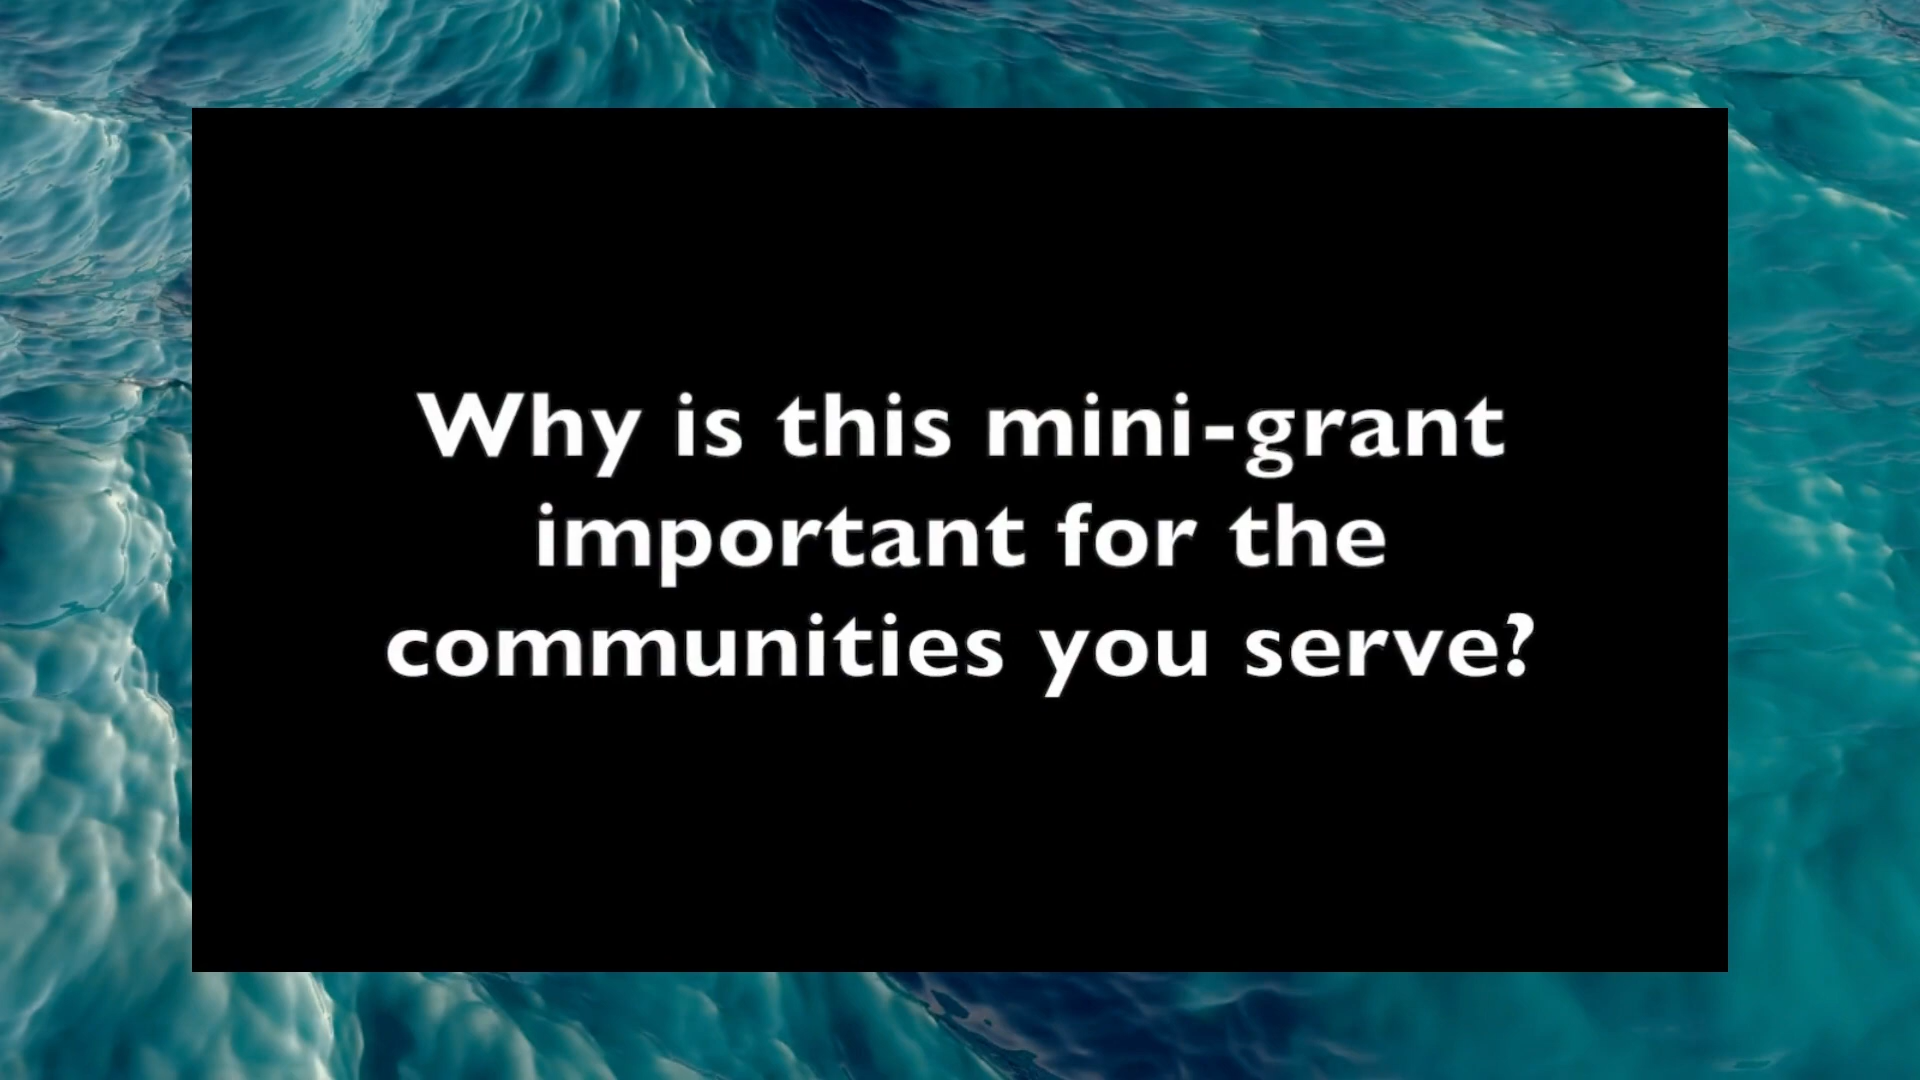 Why is this mini-grant
important for the
communities you serve?